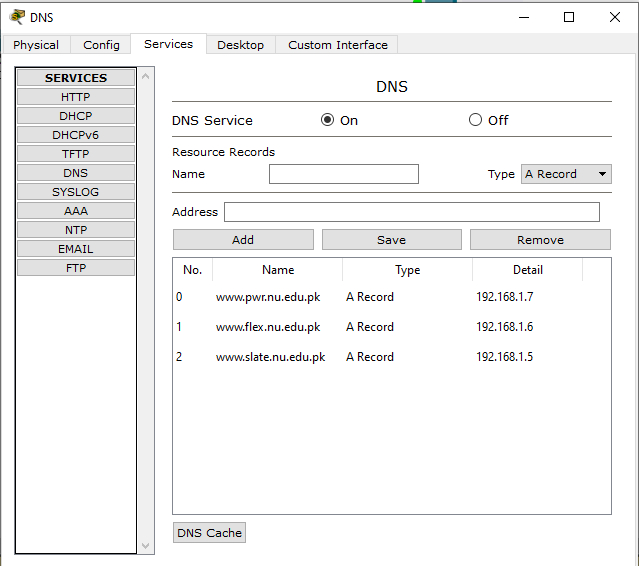 DNS
Physical Config Services Desktop Custom Interface
SERVICES
HTTP
DHCP
DHCPv6
TFTP
DNS
SYSLOG
AAA
NTP
EMAIL
FTP
DNS
DNS Service On Off
Resource Records
Name Type A Record
Address
Add Save Remove
No. Name Type Detail
0 www.pwr.nu.edu.pk A Record 192.168.1.7
1 www.flex.nu.edu.pk A Record 192.168.1.6
2 www.slate.nu.edu.pk A Record 192.168.1.5
DNS Cache